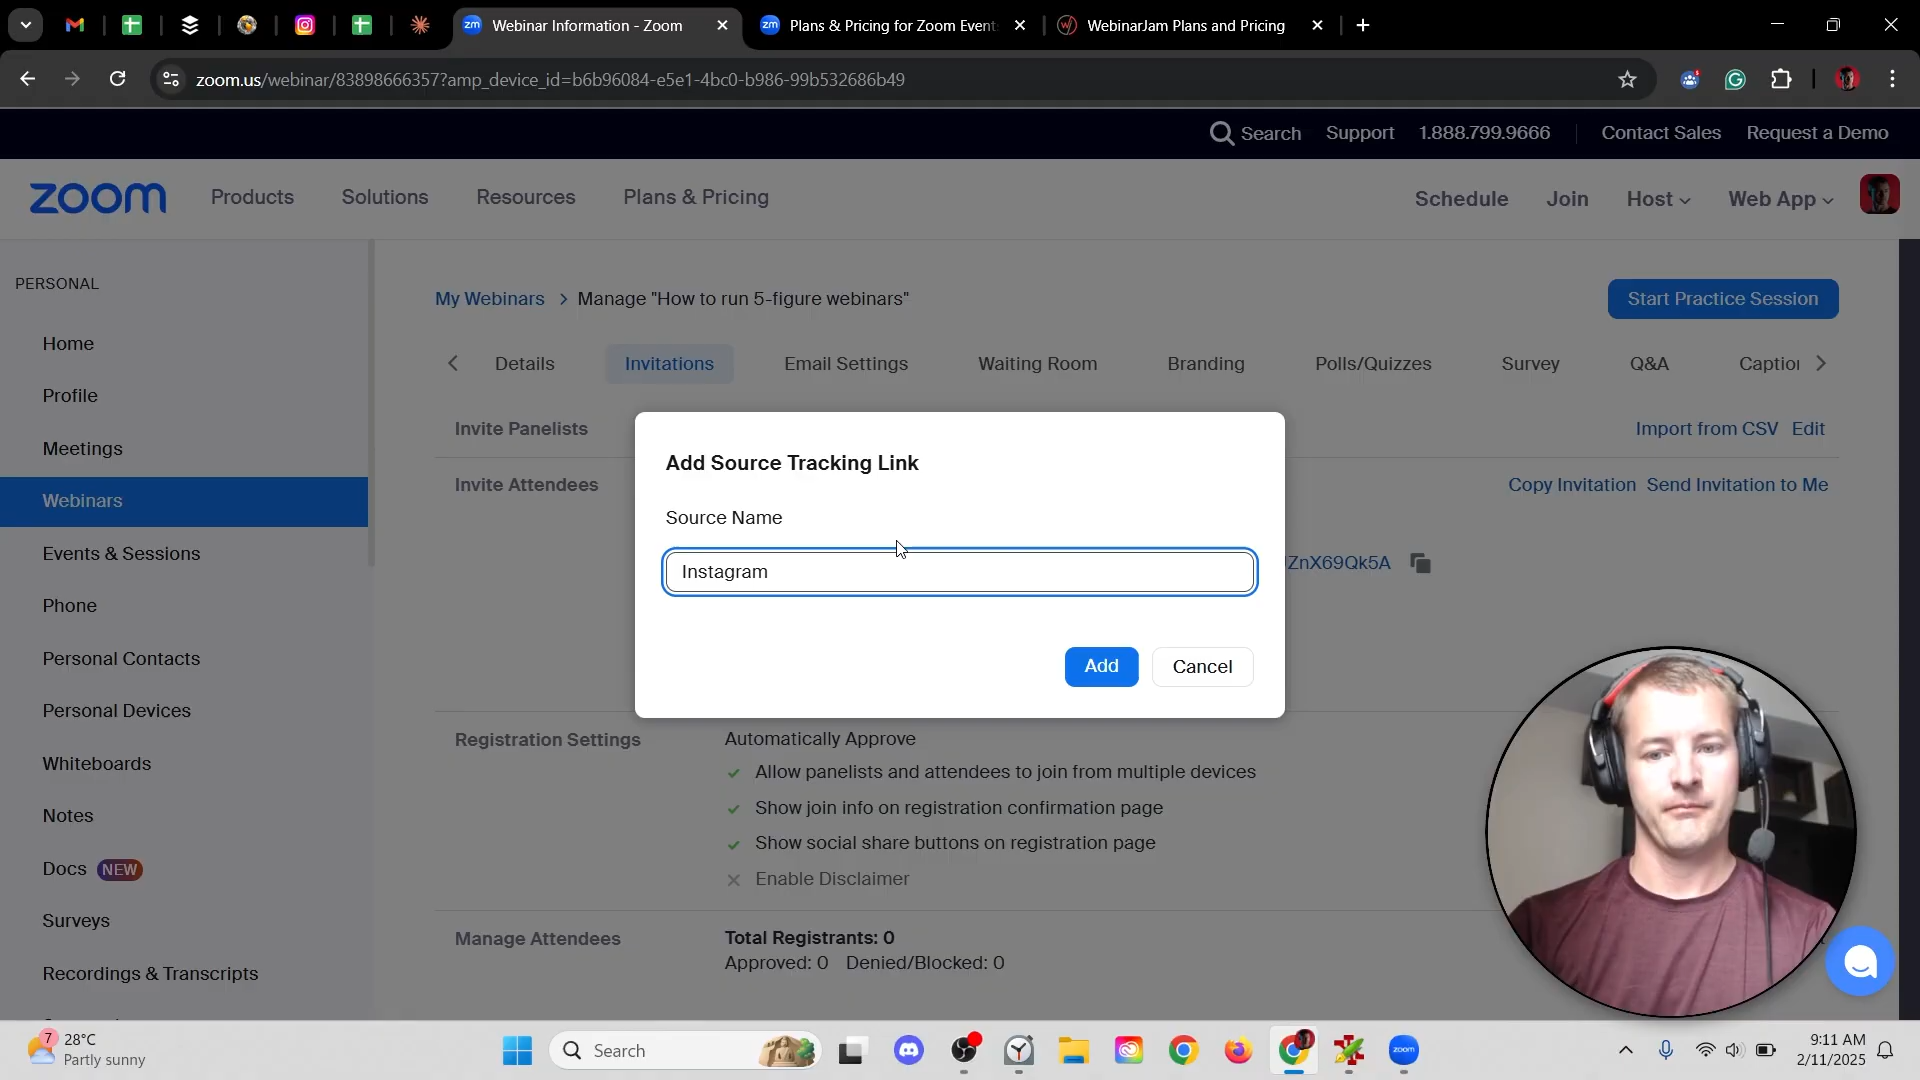 Webinar Information - Zoom
Plans & Pricing for Zoom Event
WebinarJam Plans and Pricing
zoom.us/webinar/83898666357?amp_device_id=b6b96084-e5e1-4bc0-b986-99b532686b49
Search
Support
1.888.799.9666
Contact Sales
Request a Demo
zoom
Products
Solutions
Resources
Plans & Pricing
Schedule
Join
Host
Web App
PERSONAL
Home
Profile
Meetings
Webinars
Events & Sessions
Phone
Personal Contacts
Personal Devices
Whiteboards
Notes
Docs NEW
Surveys
Recordings & Transcripts
My Webinars > Manage "How to run 5-figure webinars"
Start Practice Session
Details
Invitations
Email Settings
Waiting Room
Branding
Polls/Quizzes
Survey
Q&A
Captio
Invite Panelists
Import from CSV Edit
Invite Attendees
Copy Invitation Send Invitation to Me
ZnX69Qk5A
Add Source Tracking Link
Source Name
Instagram
Add
Cancel
Registration Settings
Automatically Approve
Allow panelists and attendees to join from multiple devices
Show join info on registration confirmation page
Show social share buttons on registration page
Enable Disclaimer
Manage Attendees
Total Registrants: 0
Approved: 0 Denied/Blocked: 0
7
28°C
Partly sunny
Search
zoom
9:11 AM
2/11/2025